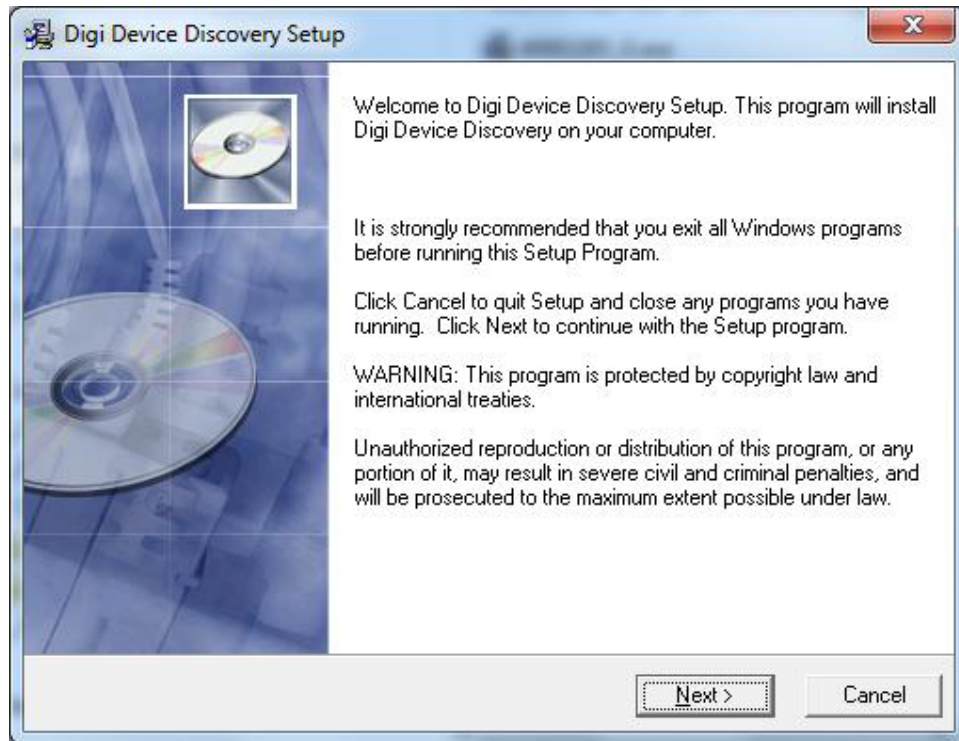 Digi Device Discovery Setup
Welcome to Digi Device Discovery Setup. This program will install
Digi Device Discovery on your computer.
It is strongly recommended that you exit all Windows programs
before running this Setup Program.
Click Cancel to quit Setup and close any programs you have
running.  Click Next to continue with the Setup program.
WARNING: This program is protected by copyright law and
international treaties.
Unauthorized reproduction or distribution of this program, or any
portion of it, may result in severe civil and criminal penalties, and
will be prosecuted to the maximum extent possible under law.
Next >
Cancel